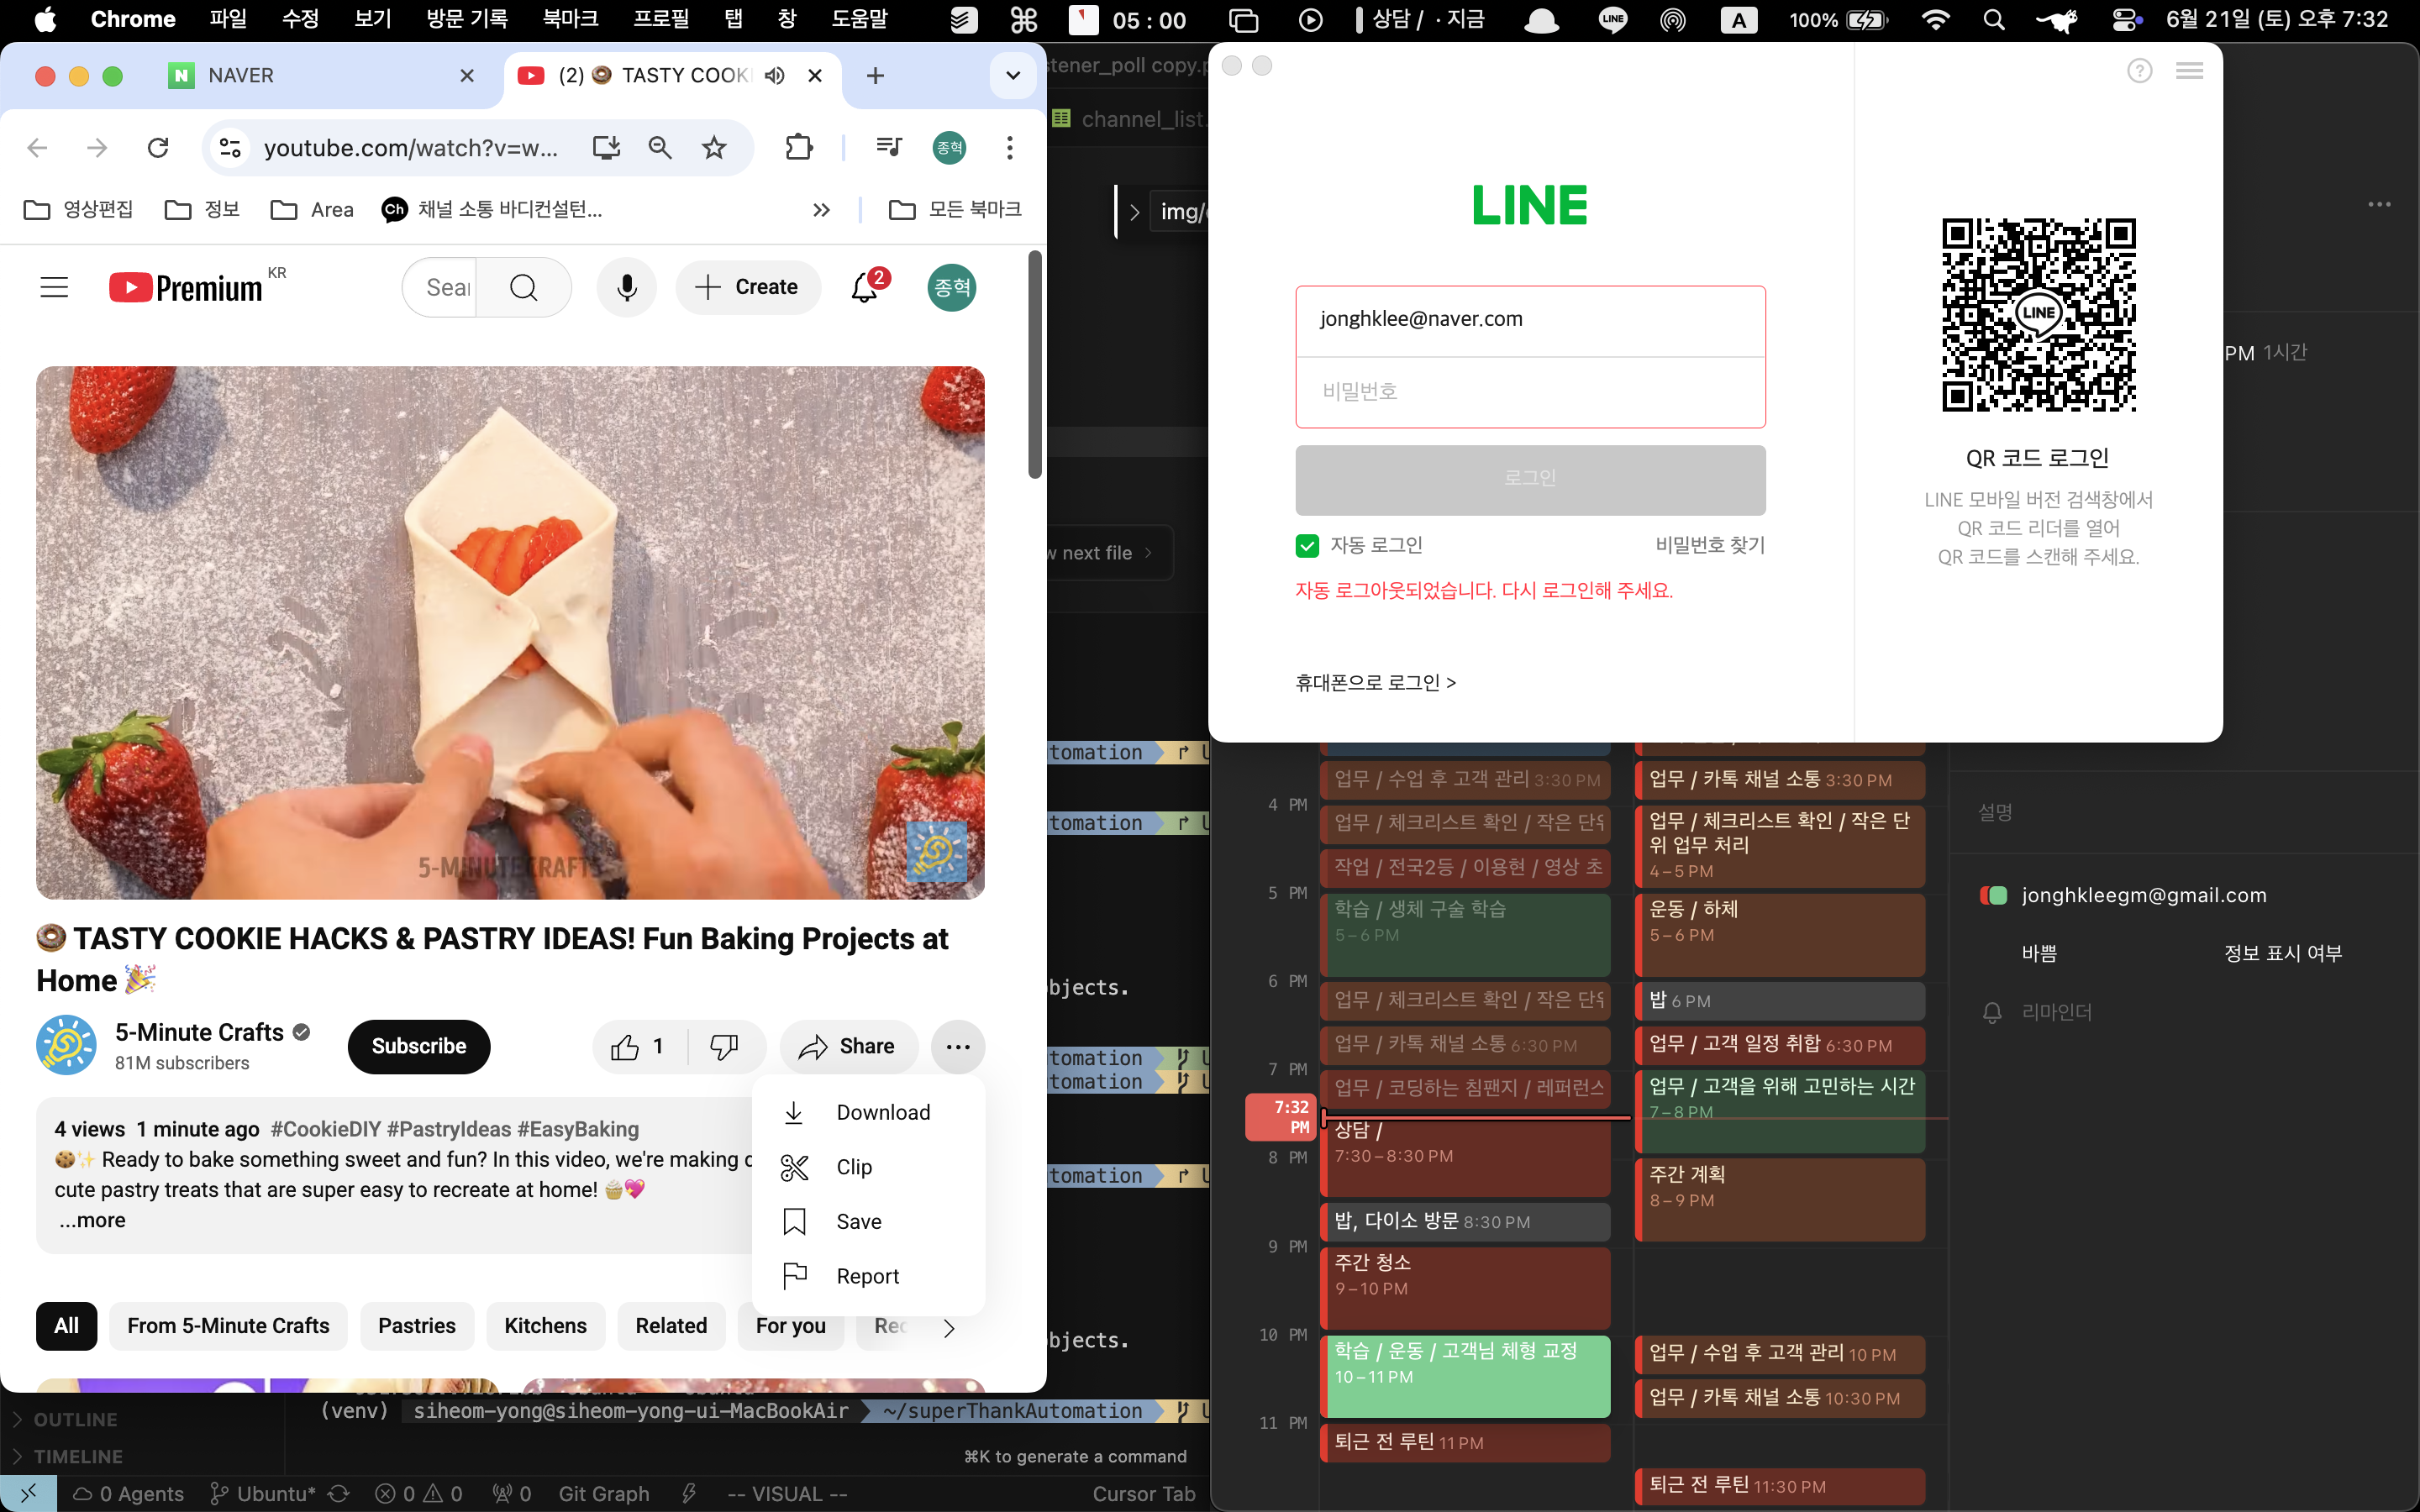 Chrome 파일 수정 보기 방문 기록 북마크 프로필 탭 창 도움말 05 : 00 상담 / · 지금 LINE A 100% 6월 21일 (토) 오후 7:32
NAVER
(2) 🍩 TASTY COOKI
youtube.com/watch?v=w...
종혁
영상편집 정보 Area 채널 소통 바디컨설턴... 모든 북마크
Premium KR
Sear
Create
2
종혁
5-MINUTECRAFTS
🍩 TASTY COOKIE HACKS & PASTRY IDEAS! Fun Baking Projects at
Home 🎉
5-Minute Crafts
81M subscribers
Subscribe
1
Share
Download
Clip
Save
Report
4 views 1 minute ago #CookieDIY #PastryIdeas #EasyBaking
🍪✨ Ready to bake something sweet and fun? In this video, we're making
cute pastry treats that are super easy to recreate at home! 🧁💖
...more
All From 5-Minute Crafts Pastries Kitchens Related For you Rec
stener_poll copy.p
channel_list.
img/
w next file
tomation
tomation
bjects.
tomation
tomation
tomation
bjects.
(venv) siheom-yong@siheom-yong-ui-MacBookAir ~/superThankAutomation
⌘K to generate a command
OUTLINE
TIMELINE
0 Agents Ubuntu* 0 0 0 Git Graph -- VISUAL -- Cursor Tab
LINE
jonghklee@naver.com
비밀번호
로그인
자동 로그인 비밀번호 찾기
자동 로그아웃되었습니다. 다시 로그인해 주세요.
휴대폰으로 로그인 >
LINE
QR 코드 로그인
LINE 모바일 버전 검색창에서
QR 코드 리더를 열어
QR 코드를 스캔해 주세요.
4 PM
5 PM
6 PM
7 PM
7:32
PM
8 PM
9 PM
10 PM
11 PM
업무 / 수업 후 고객 관리 3:30 PM
업무 / 체크리스트 확인 / 작은 단위
작업 / 전국2등 / 이용현 / 영상 초
학습 / 생체 구술 학습
5–6 PM
업무 / 체크리스트 확인 / 작은 단위
업무 / 카톡 채널 소통 6:30 PM
업무 / 코딩하는 침팬지 / 레퍼런스
상담 /
7:30–8:30 PM
밥, 다이소 방문 8:30 PM
주간 청소
9–10 PM
학습 / 운동 / 고객님 체형 교정
10–11 PM
퇴근 전 루틴 11 PM
업무 / 카톡 채널 소통 3:30 PM
업무 / 체크리스트 확인 / 작은 단
위 업무 처리
4–5 PM
운동 / 하체
5–6 PM
밥 6 PM
업무 / 고객 일정 취합 6:30 PM
업무 / 고객을 위해 고민하는 시간
7–8 PM
주간 계획
8–9 PM
업무 / 수업 후 고객 관리 10 PM
업무 / 카톡 채널 소통 10:30 PM
퇴근 전 루틴 11:30 PM
PM 1시간
설명
jonghkleegm@gmail.com
바쁨 정보 표시 여부
리마인더